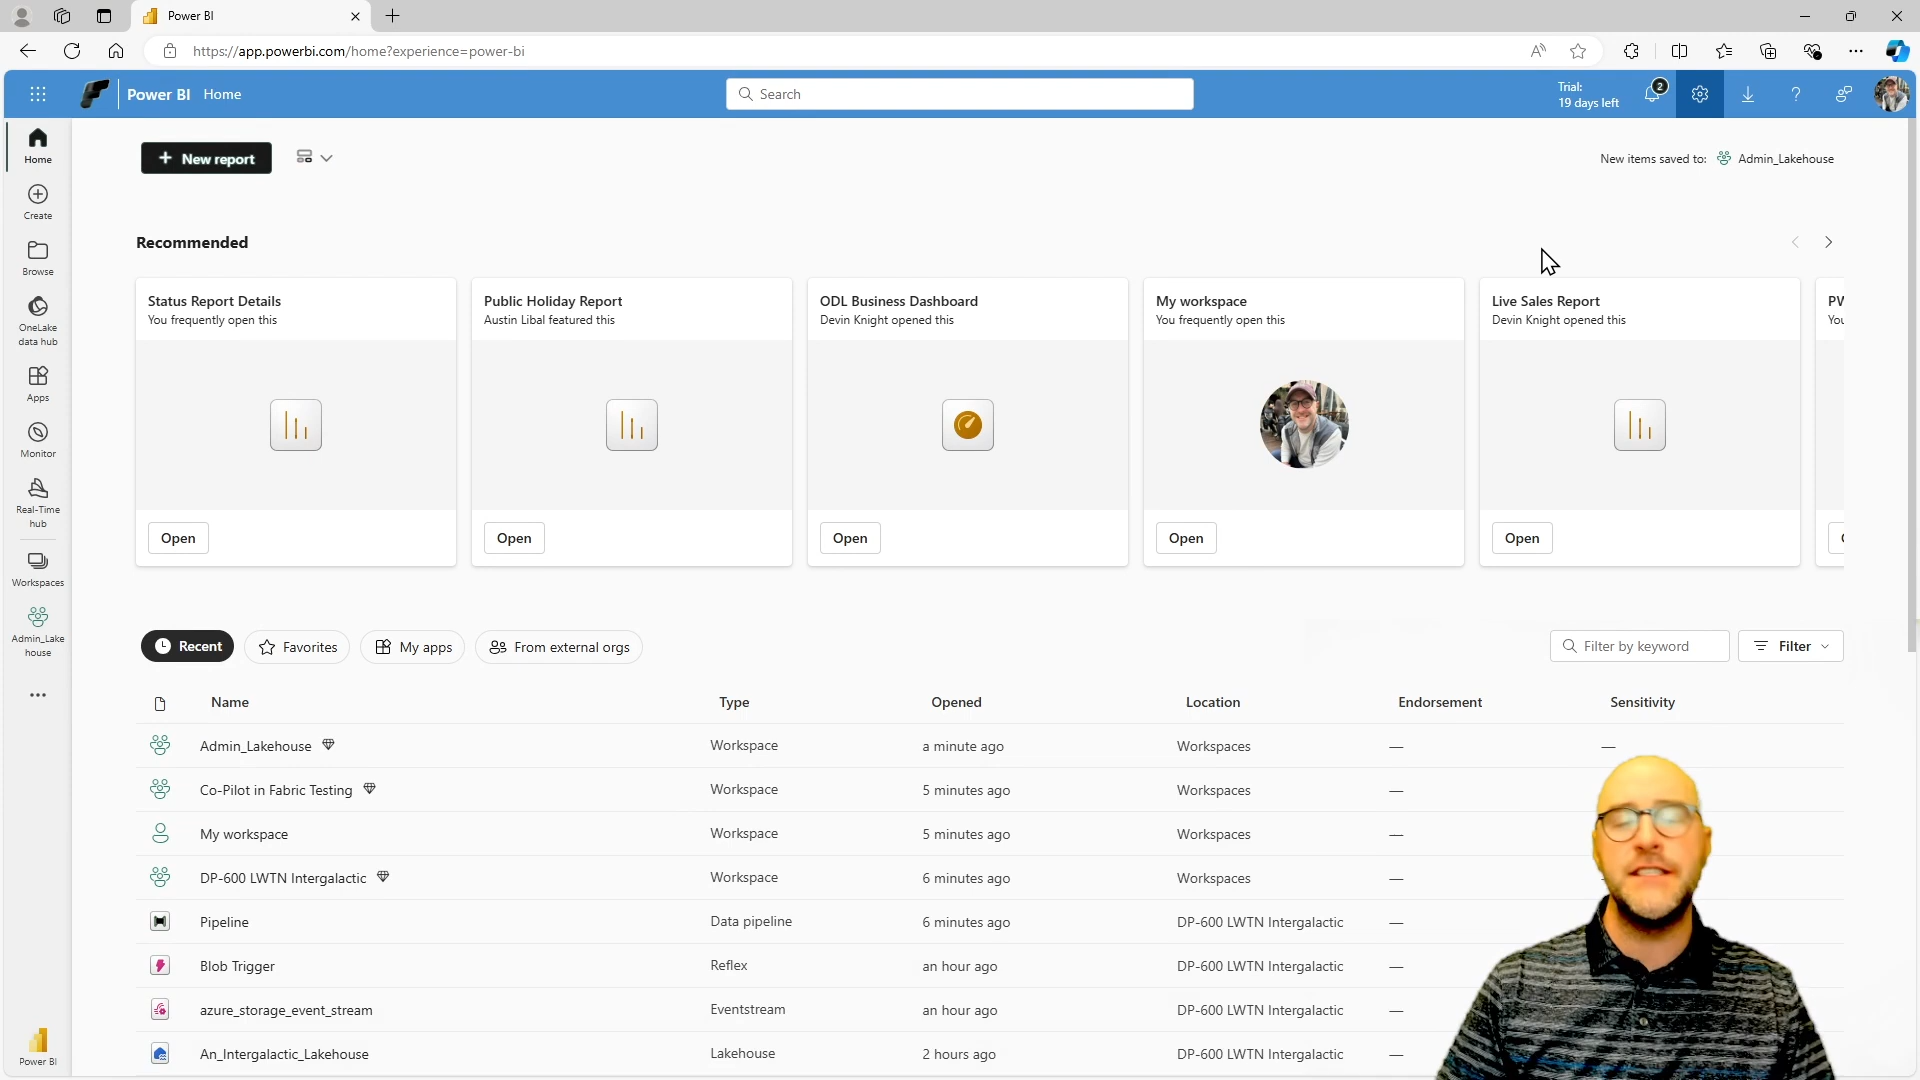 Power BI
https://app.powerbi.com/home?experience=power-bi
Power BI Home
Search
Trial:
19 days left
2
Home
Create
Browse
OneLake
data hub
Apps
Monitor
Real-Time
hub
Workspaces
Admin_Lake
house
Power BI
New report
New items saved to: Admin_Lakehouse
Recommended
Status Report Details
You frequently open this
Open
Public Holiday Report
Austin Libal featured this
Open
ODL Business Dashboard
Devin Knight opened this
Open
My workspace
You frequently open this
Open
Live Sales Report
Devin Knight opened this
Open
Recent Favorites My apps From external orgs
Filter by keyword Filter
Name Type Opened Location Endorsement Sensitivity
Admin_Lakehouse Workspace a minute ago Workspaces — —
Co-Pilot in Fabric Testing Workspace 5 minutes ago Workspaces —
My workspace Workspace 5 minutes ago Workspaces —
DP-600 LWTN Intergalactic Workspace 6 minutes ago Workspaces —
Pipeline Data pipeline 6 minutes ago DP-600 LWTN Intergalactic —
Blob Trigger Reflex an hour ago DP-600 LWTN Intergalactic —
azure_storage_event_stream Eventstream an hour ago DP-600 LWTN Intergalactic —
An_Intergalactic_Lakehouse Lakehouse 2 hours ago DP-600 LWTN Intergalactic —